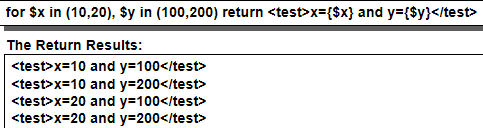 for $x in (10,20), $y in (100,200) return <test>x={$x} and y={$y}</test>
The Return Results:
<test>x=10 and y=100</test>
<test>x=10 and y=200</test>
<test>x=20 and y=100</test>
<test>x=20 and y=200</test>